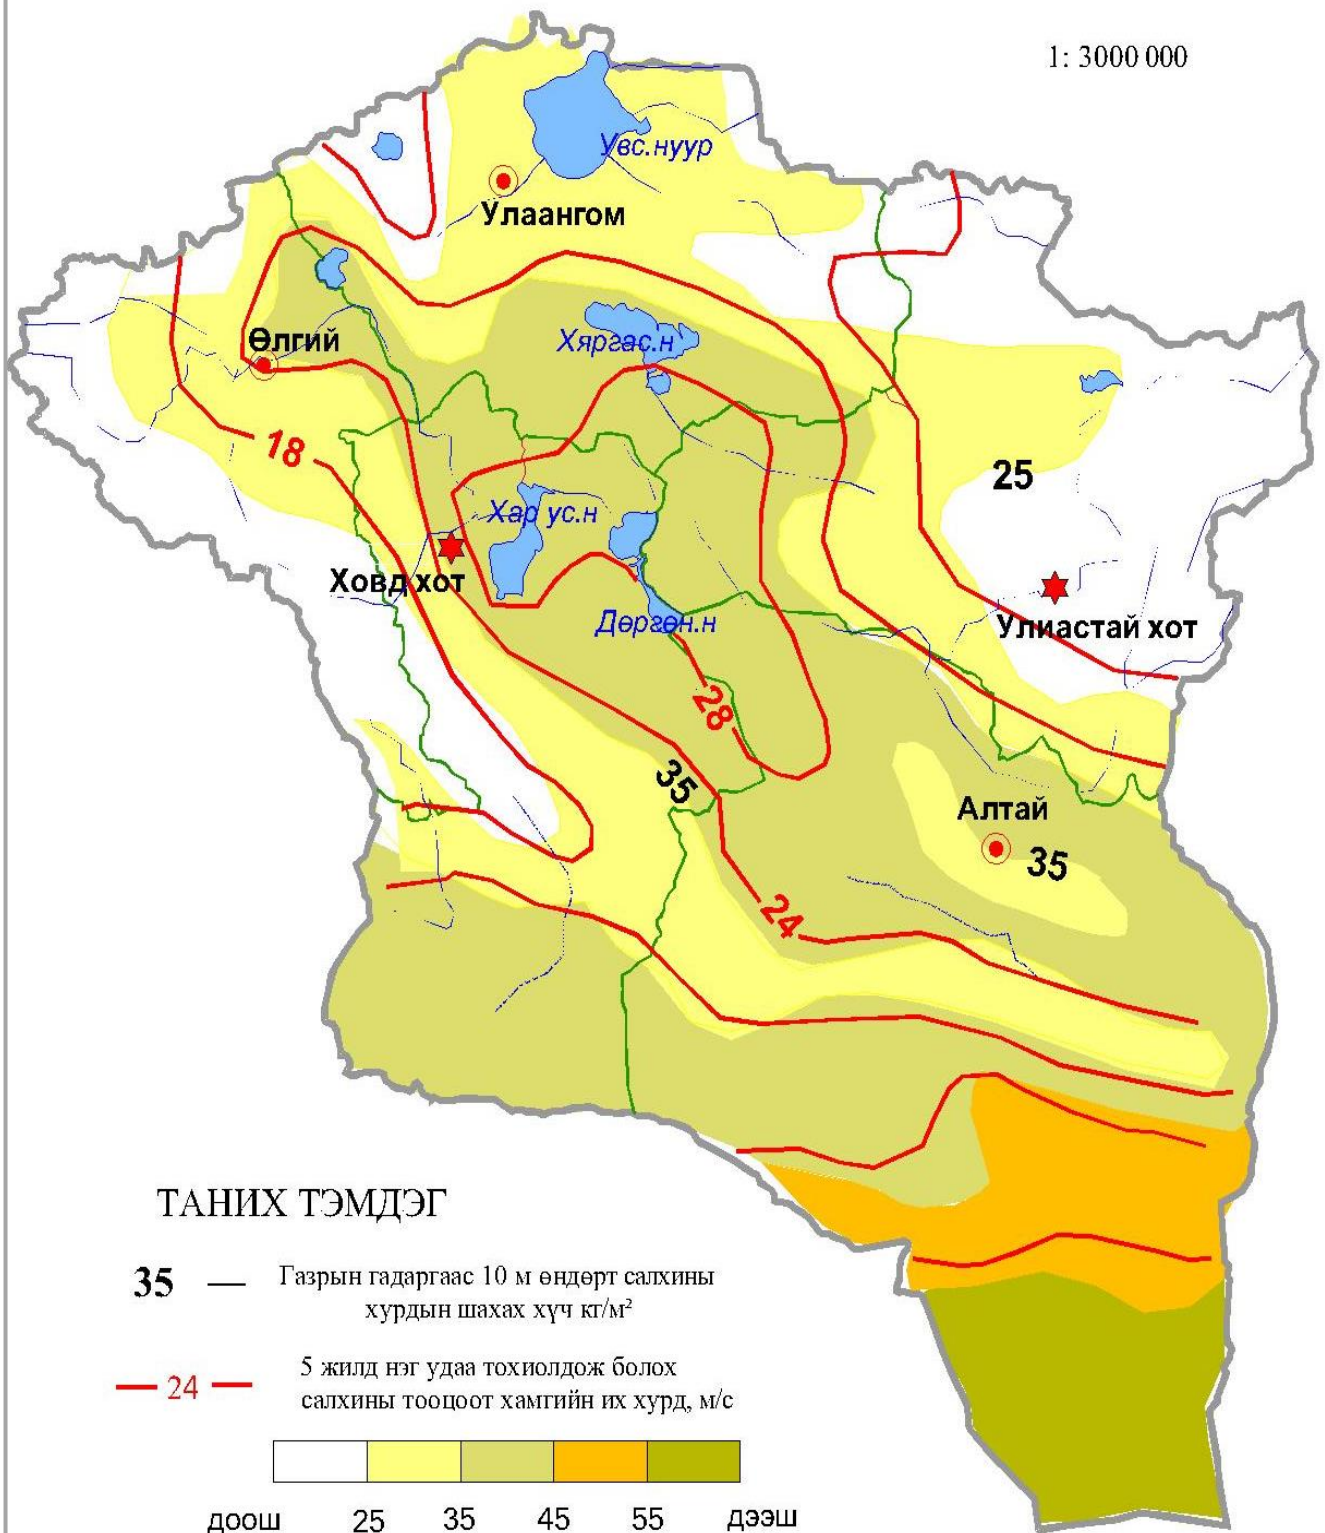 1: 3000 000
Увс.нуур
Улаангом
Өлгий
Хяргас.н
18
25
Хар ус.н
Ховд хот
Дөргөн.н
Улиастай хот
28
35
Алтай
35
24
ТАНИХ ТЭМДЭГ
35 — Газрын гадаргаас 10 м өндөрт салхины
хурдын шахах хүч кг/м²
— 24 — 5 жилд нэг удаа тохиолдож болох
салхины тооцоот хамгийн их хурд, м/с
доош 25 35 45 55 дээш